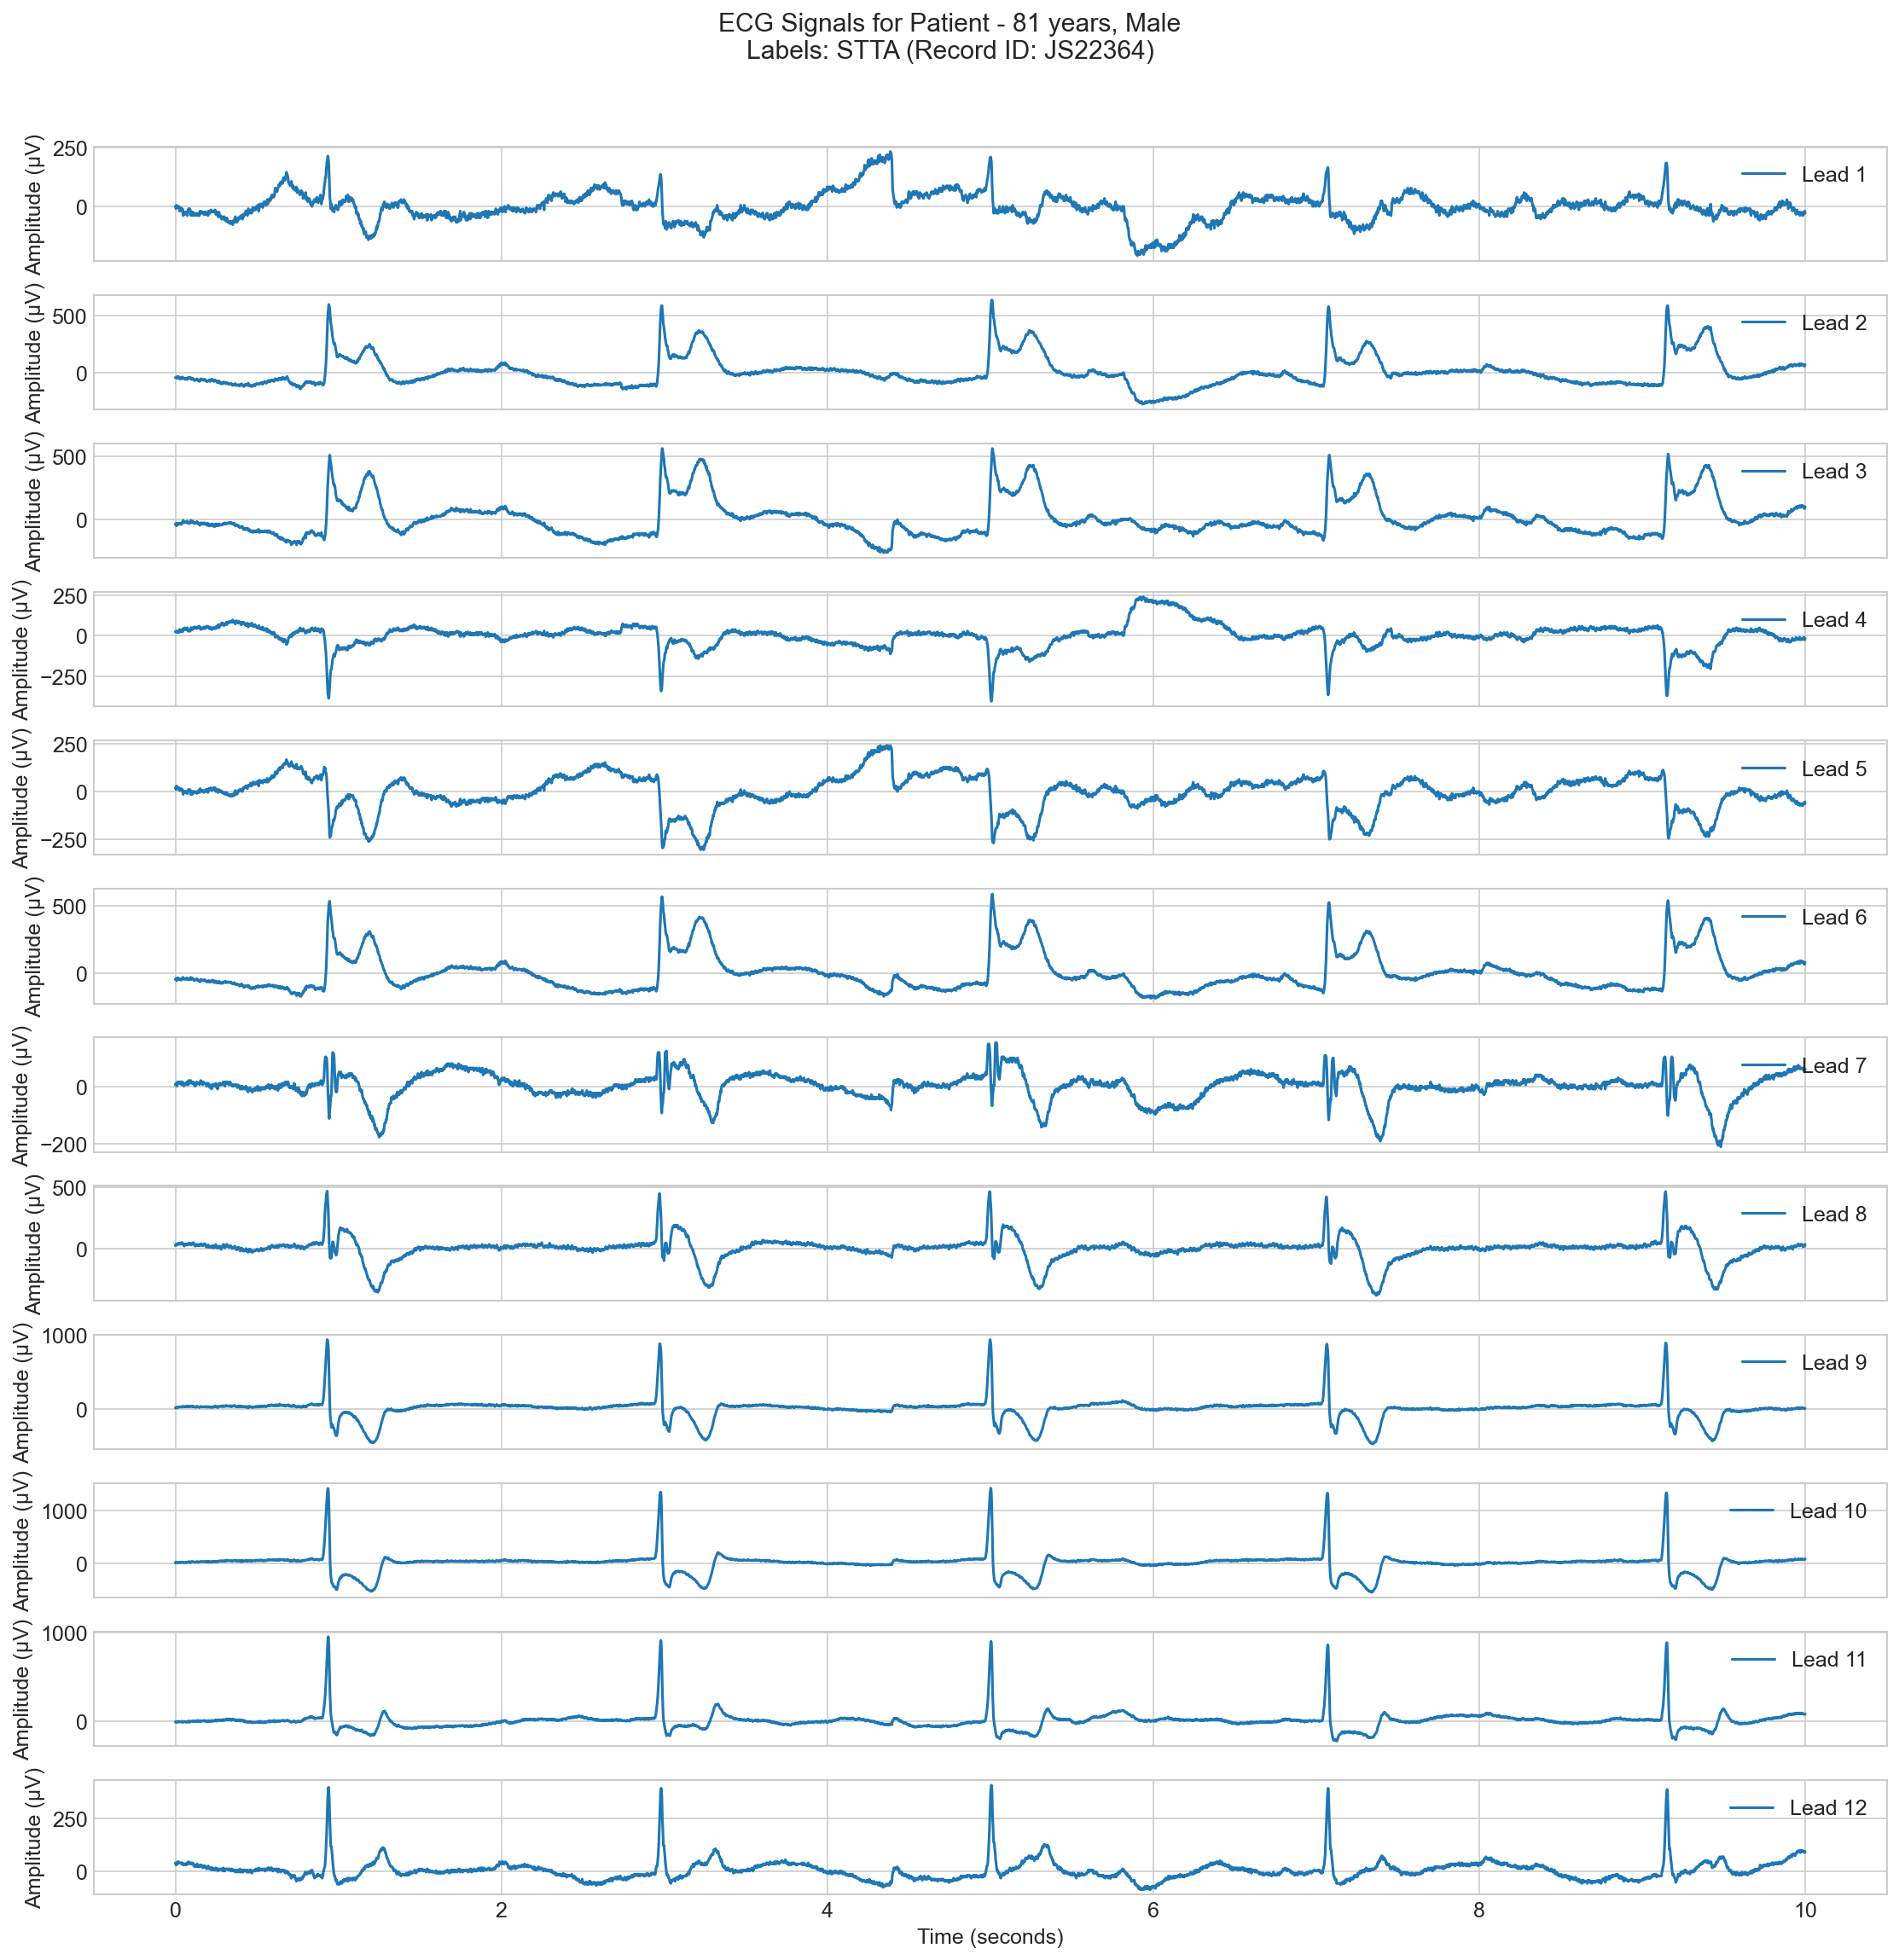 ECG Signals for Patient - 81 years, Male
Labels: STTA (Record ID: JS22364)
Amplitude (µV)
250
0
Lead 1
Amplitude (µV)
500
0
Lead 2
Amplitude (µV)
500
0
Lead 3
Amplitude (µV)
250
0
−250
Lead 4
Amplitude (µV)
250
0
−250
Lead 5
Amplitude (µV)
500
0
Lead 6
Amplitude (µV)
0
−200
Lead 7
Amplitude (µV)
500
0
Lead 8
Amplitude (µV)
1000
0
Lead 9
Amplitude (µV)
1000
0
Lead 10
Amplitude (µV)
1000
0
Lead 11
Amplitude (µV)
250
0
Lead 12
0 2 4 6 8 10
Time (seconds)